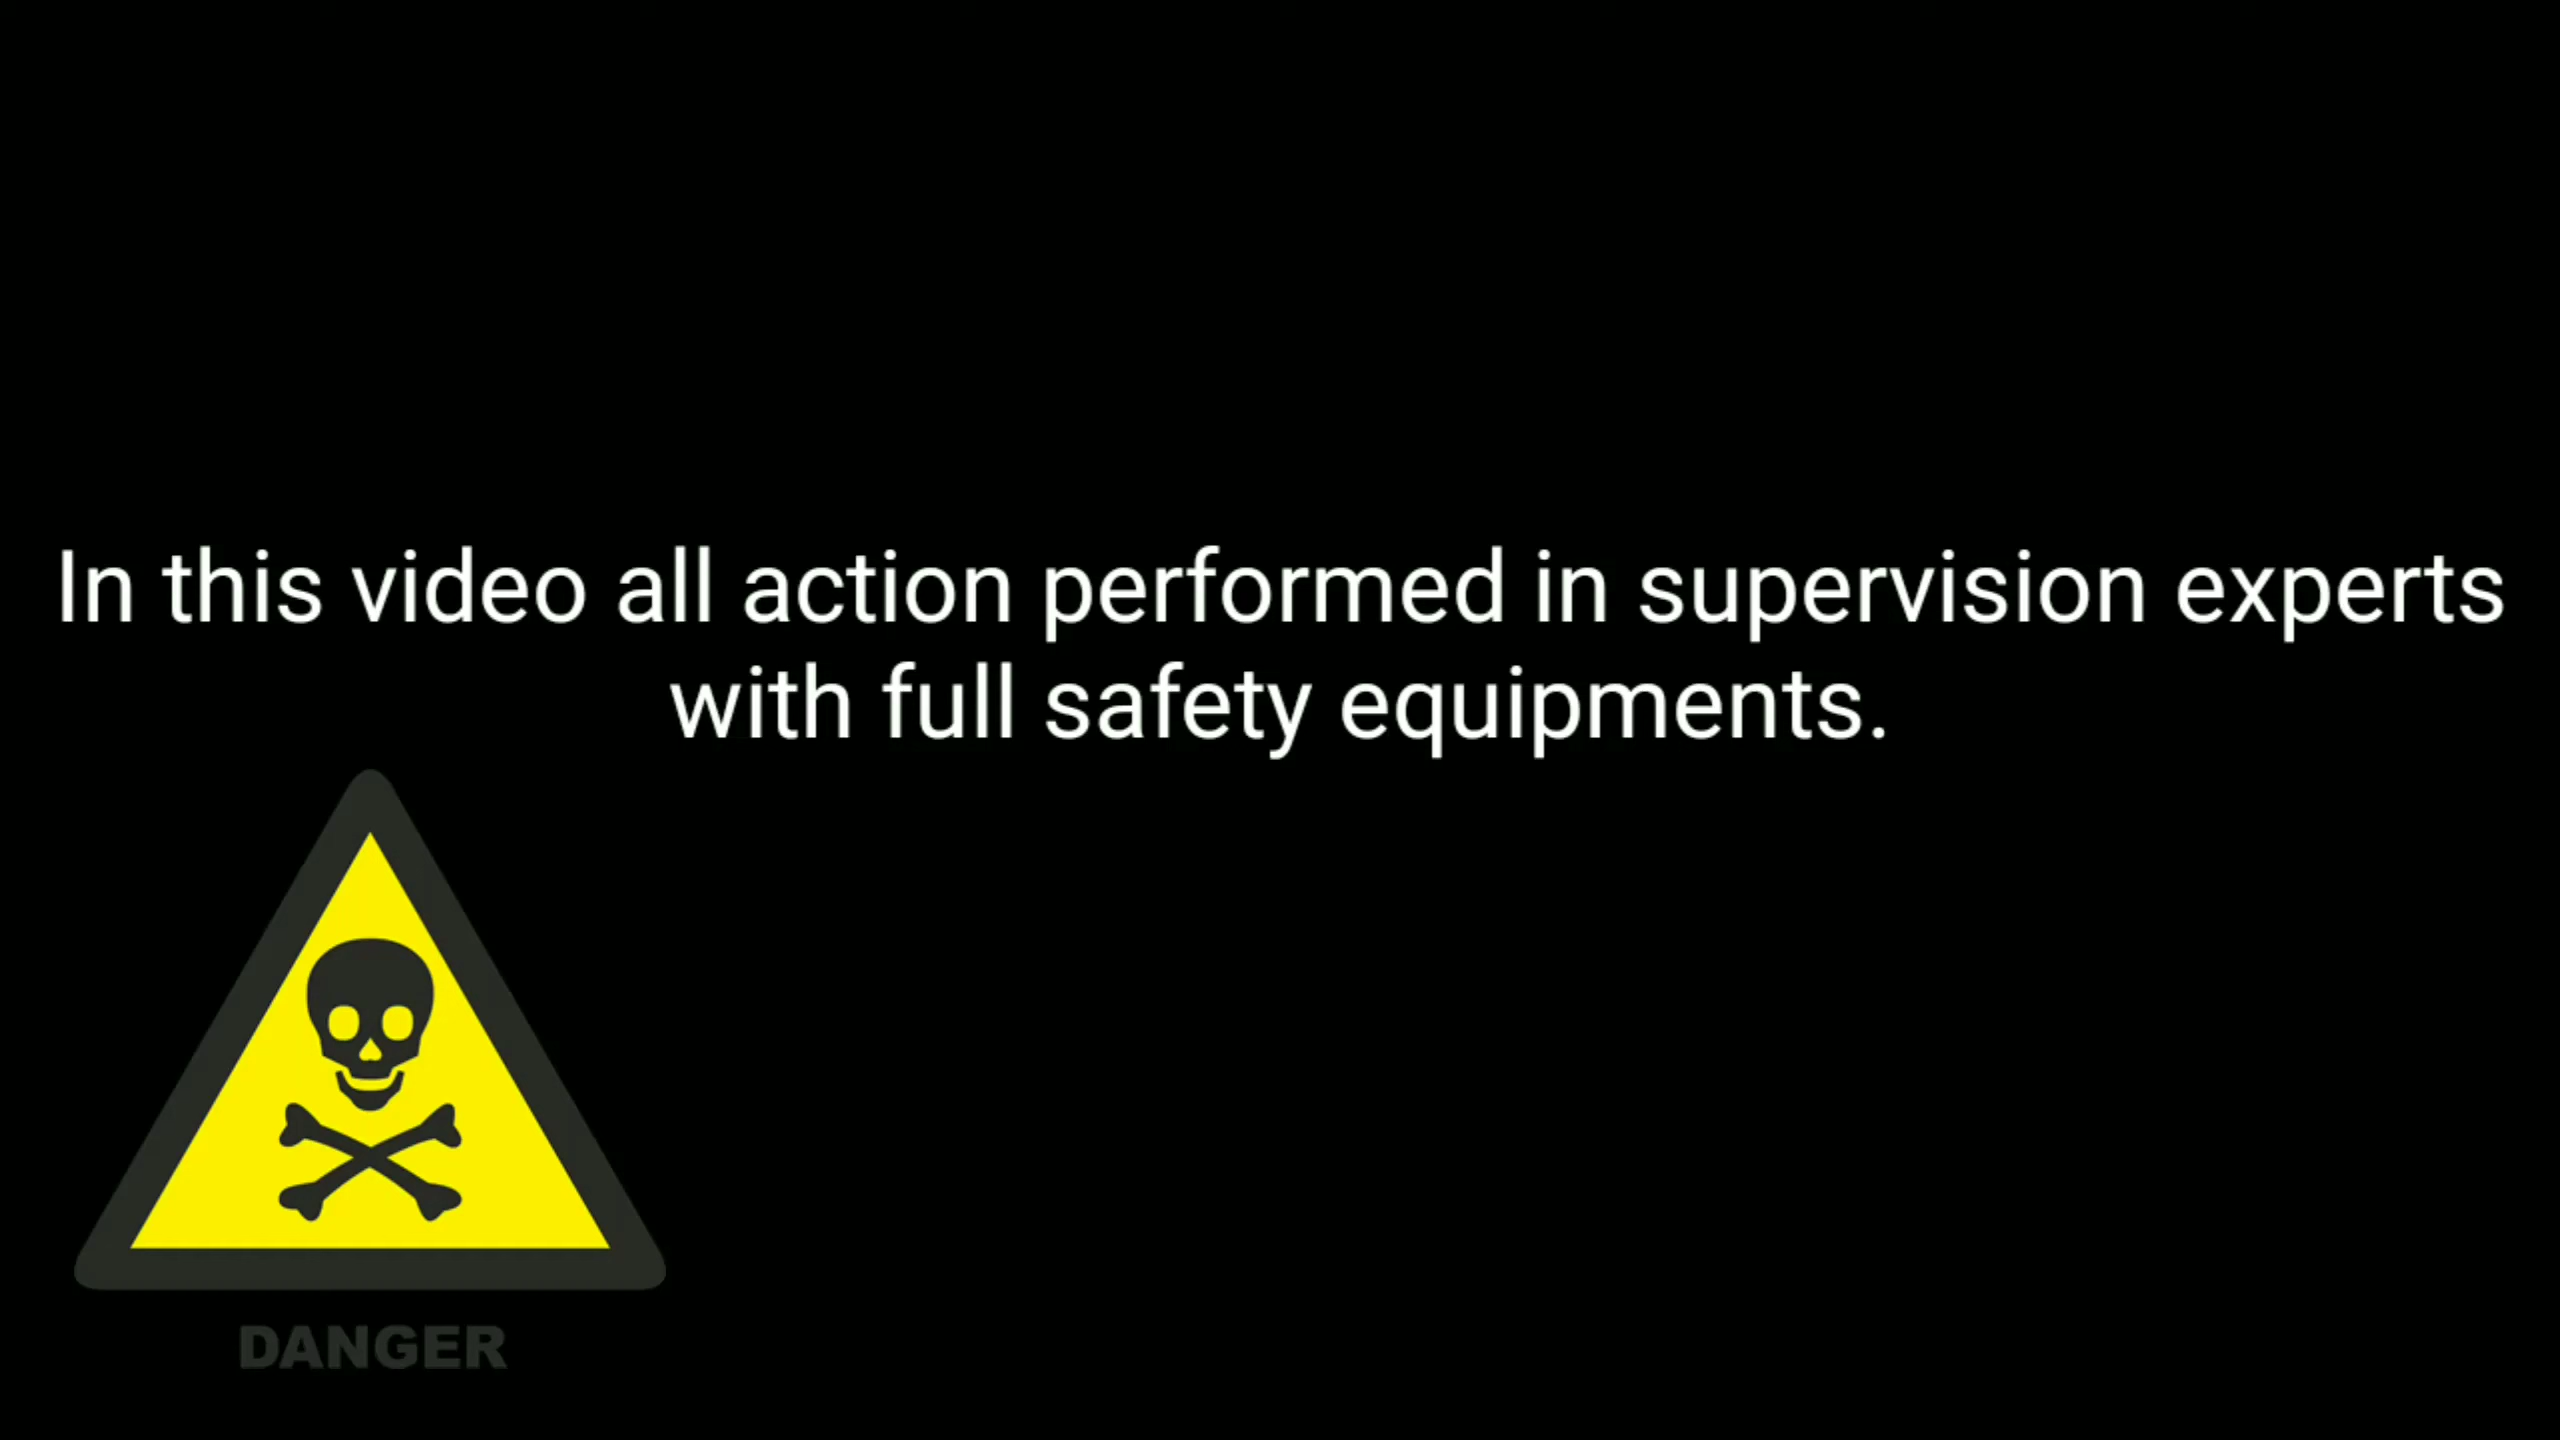 In this video all action performed in supervision experts
with full safety equipments.
DANGER